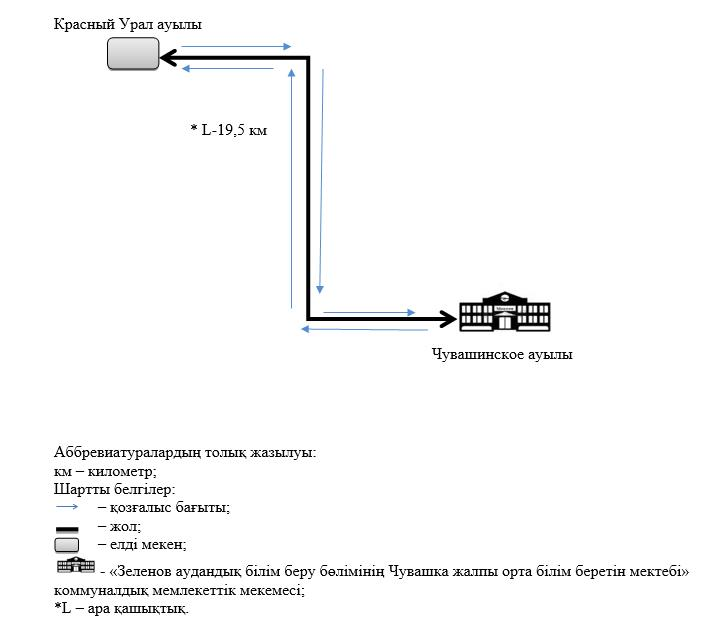 Красный Урал ауылы
* L-19,5 км
Чувашинское ауылы
Аббревиатуралардың толық жазылуы:
км – километр;
Шартты белгілер:
– қозғалыс бағыты;
– жол;
– елді мекен;
- «Зеленов аудандық білім беру бөлімінің Чувашка жалпы орта білім беретін мектебі»
коммуналдық мемлекеттік мекемесі;
*L – ара қашықтық.